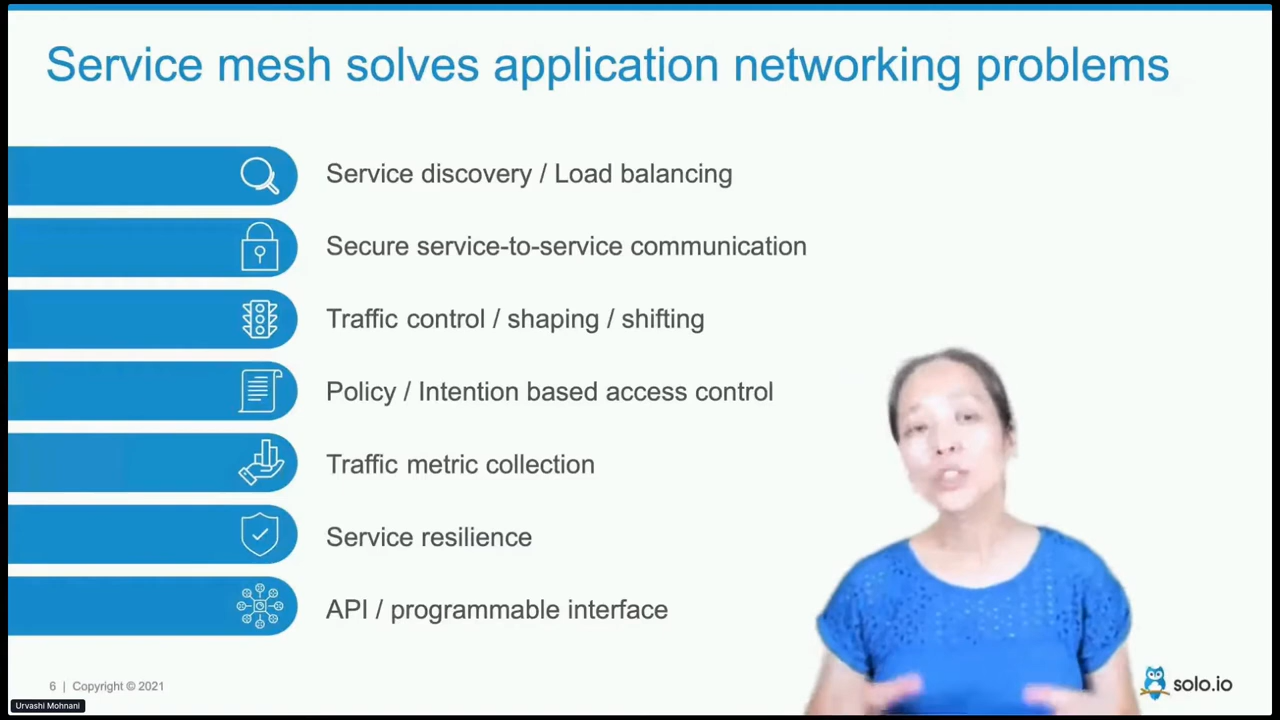 Service mesh solves application networking problems
Service discovery / Load balancing
Secure service-to-service communication
Traffic control / shaping / shifting
Policy / Intention based access control
Traffic metric collection
Service resilience
API / programmable interface
6 | Copyright © 2021
solo.io
Urvashi Mohnani